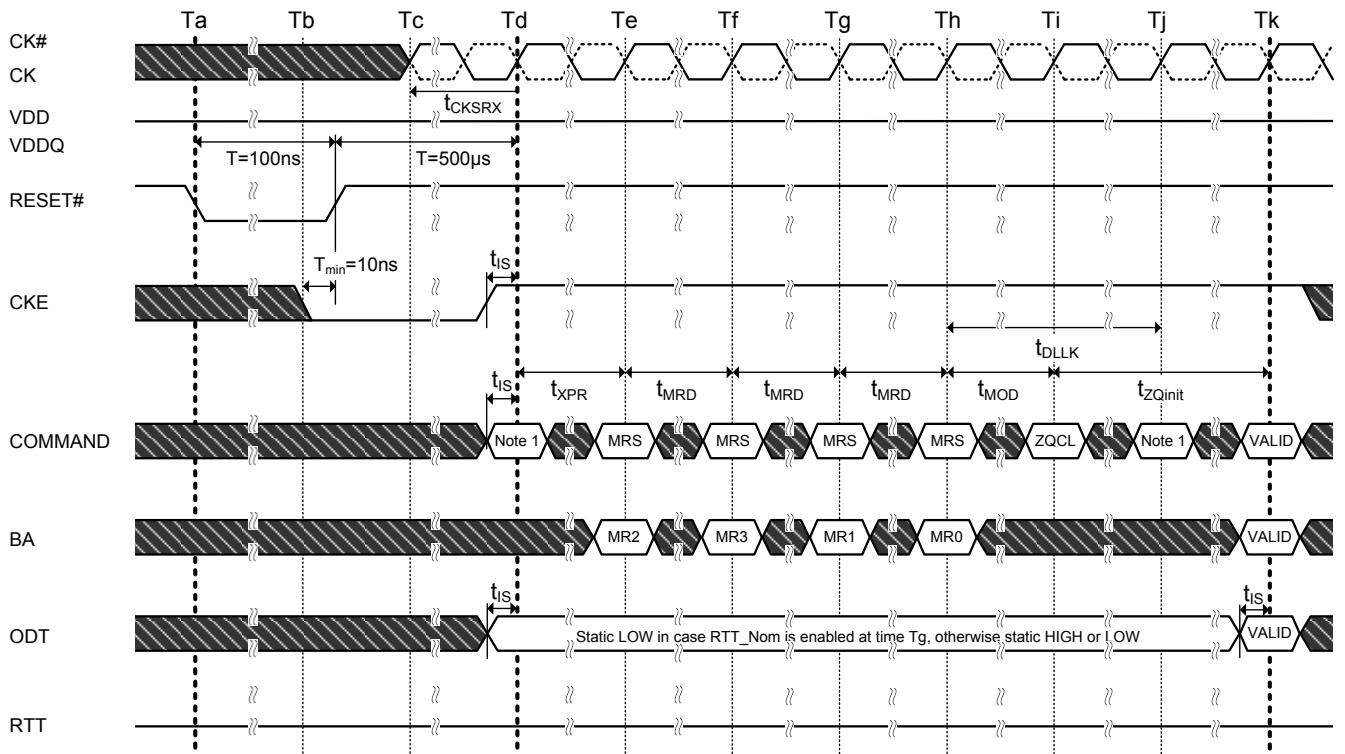 Ta Tb Tc Td Te Tf Tg Th Ti Tj Tk
CK#
CK
tCKSRX
VDD
VDDQ
T=100ns T=500µs
RESET#
Tmin=10ns tIS
CKE
tDLLK
tIS tXPR tMRD tMRD tMRD tMOD tZQinit
COMMAND Note 1 MRS MRS MRS MRS ZQCL Note 1 VALID
BA MR2 MR3 MR1 MR0 VALID
tIS tIS
ODT Static LOW in case RTT_Nom is enabled at time Tg, otherwise static HIGH or LOW VALID
RTT